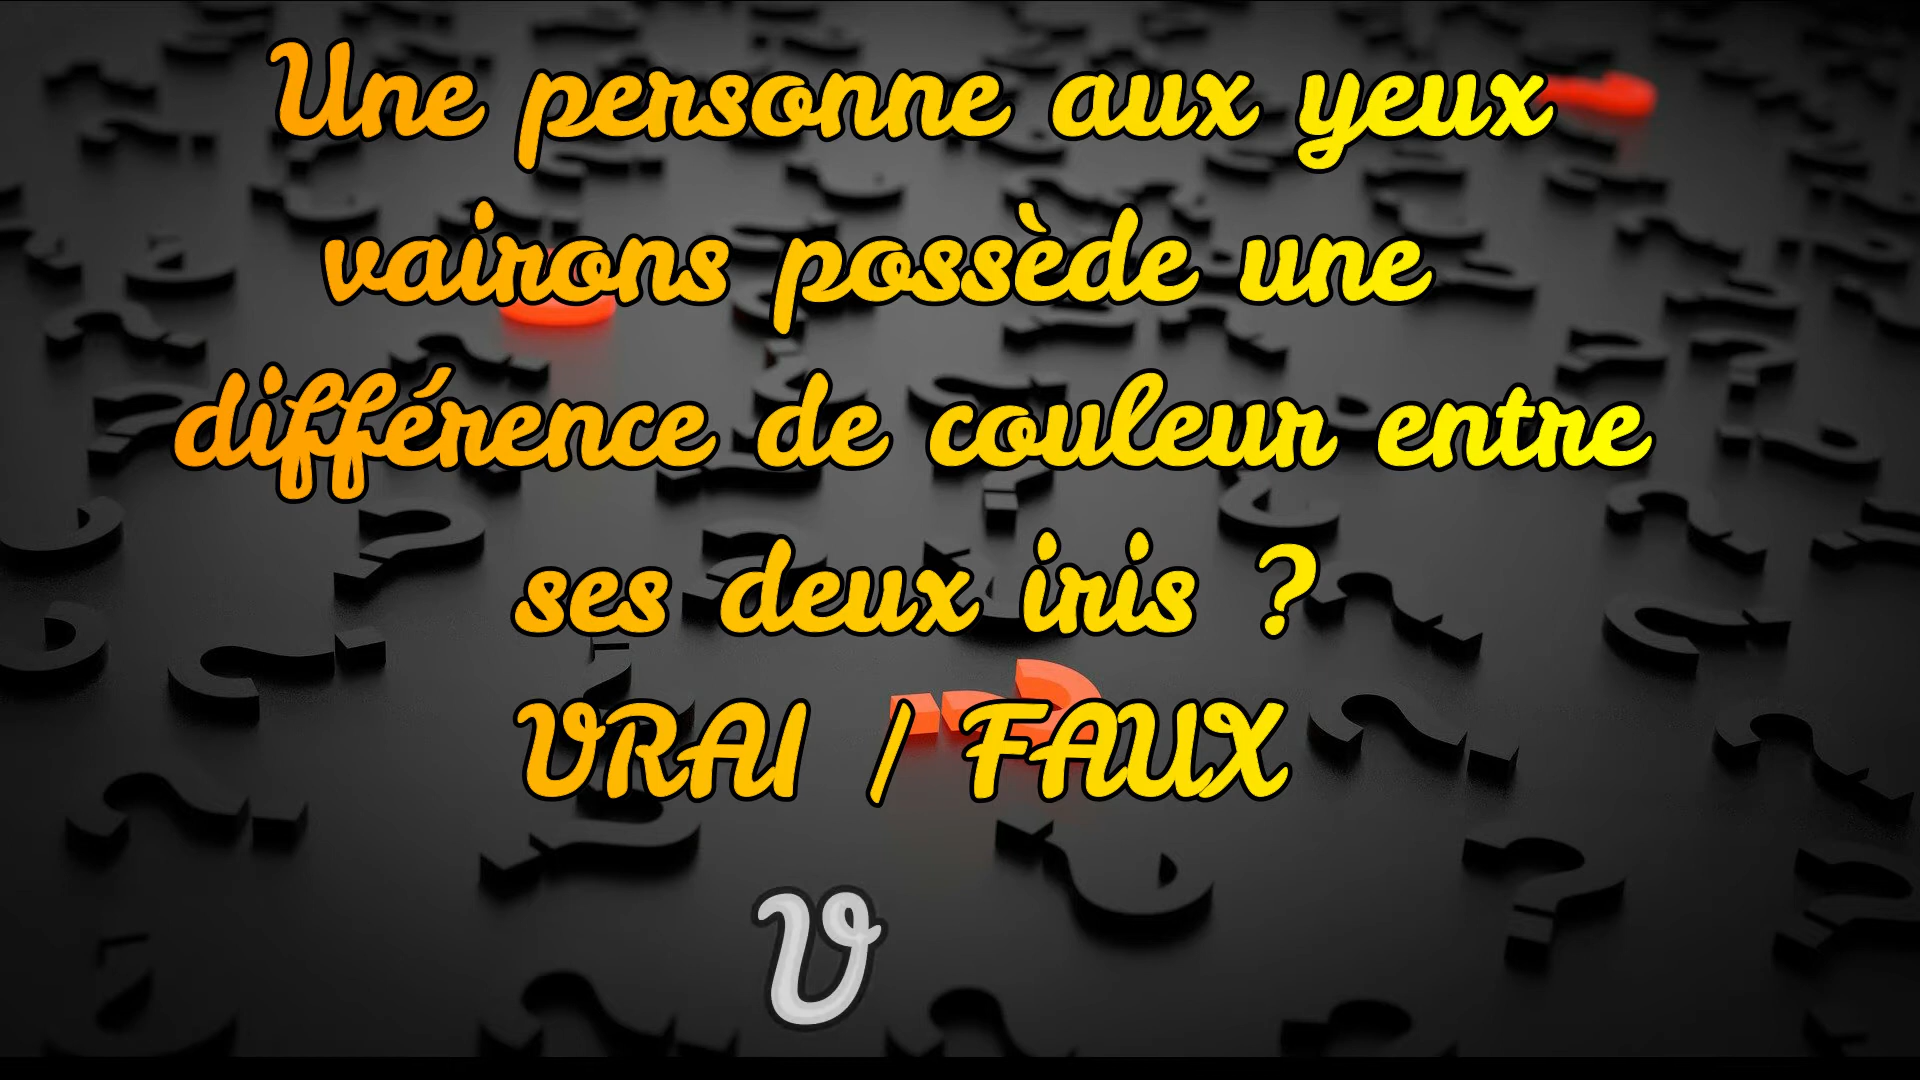 Une personne aux yeux
vairons possède une
différence de couleur entre
ses deux iris ?
VRAI / FAUX
V